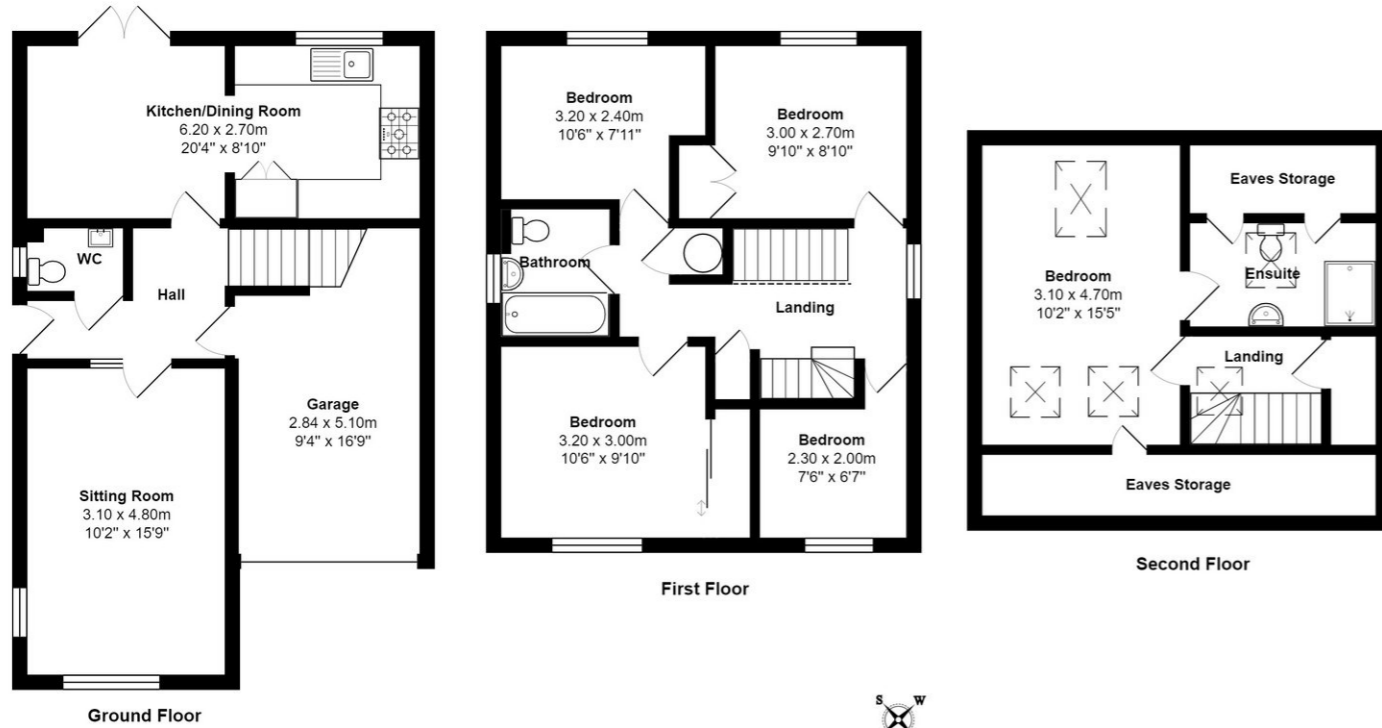 Kitchen/Dining Room
6.20 x 2.70m
20'4" x 8'10"
WC
Hall
Garage
2.84 x 5.10m
9'4" x 16'9"
Sitting Room
3.10 x 4.80m
10'2" x 15'9"
Ground Floor
Bedroom
3.20 x 2.40m
10'6" x 7'11"
Bedroom
3.00 x 2.70m
9'10" x 8'10"
Bathroom
Landing
Bedroom
3.20 x 3.00m
10'6" x 9'10"
Bedroom
2.30 x 2.00m
7'6" x 6'7"
First Floor
Eaves Storage
Bedroom
3.10 x 4.70m
10'2" x 15'5"
Ensuite
Landing
Eaves Storage
Second Floor
S W